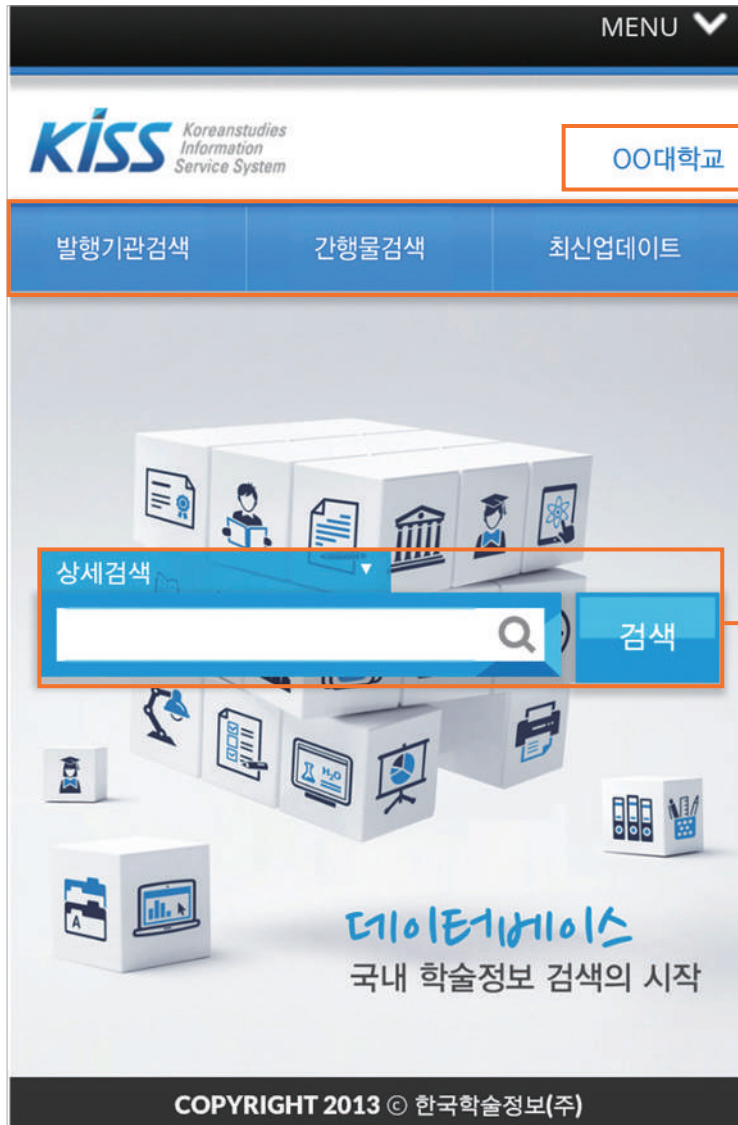 MENU
KISS Koreanstudies
Information
Service System
OO대학교
발행기관검색 간행물검색 최신업데이트
상세검색
검색
H₂O
A
데이터베이스
국내 학술정보 검색의 시작
COPYRIGHT 2013 ⓒ 한국학술정보(주)